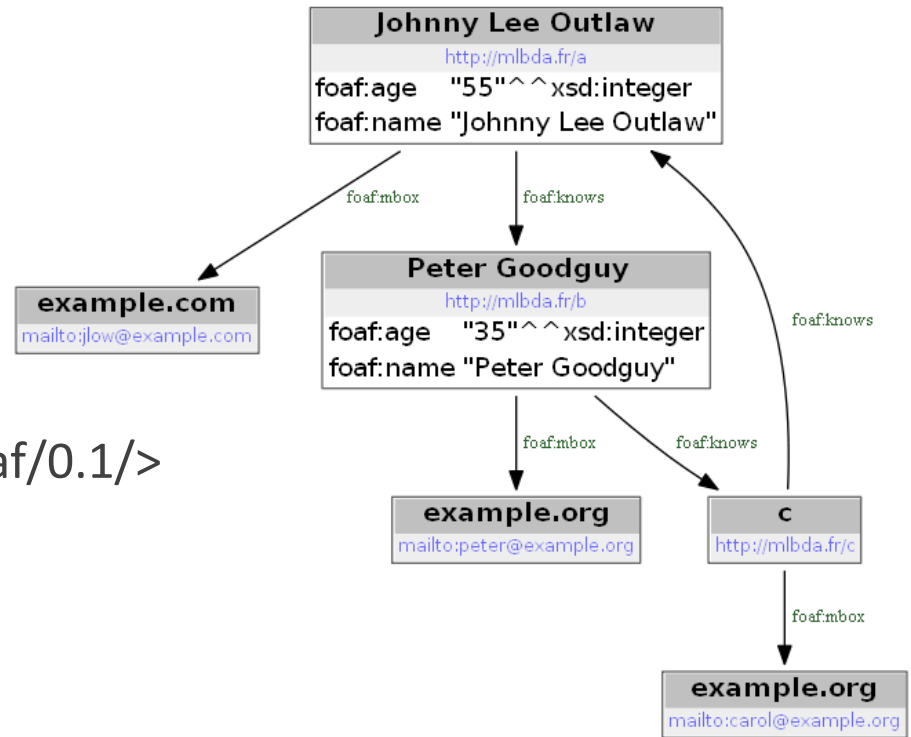 Johnny Lee Outlaw
http://mlbda.fr/a
foaf:age "55"^^xsd:integer
foaf:name "Johnny Lee Outlaw"
foaf:mbox
foaf:knows
Peter Goodguy
http://mlbda.fr/b
foaf:age "35"^^xsd:integer
foaf:name "Peter Goodguy"
example.com
mailto:jlow@example.com
foaf:knows
af/0.1/>
foaf:mbox
foaf:knows
example.org
mailto:peter@example.org
c
http://mlbda.fr/c
foaf:mbox
example.org
mailto:carol@example.org